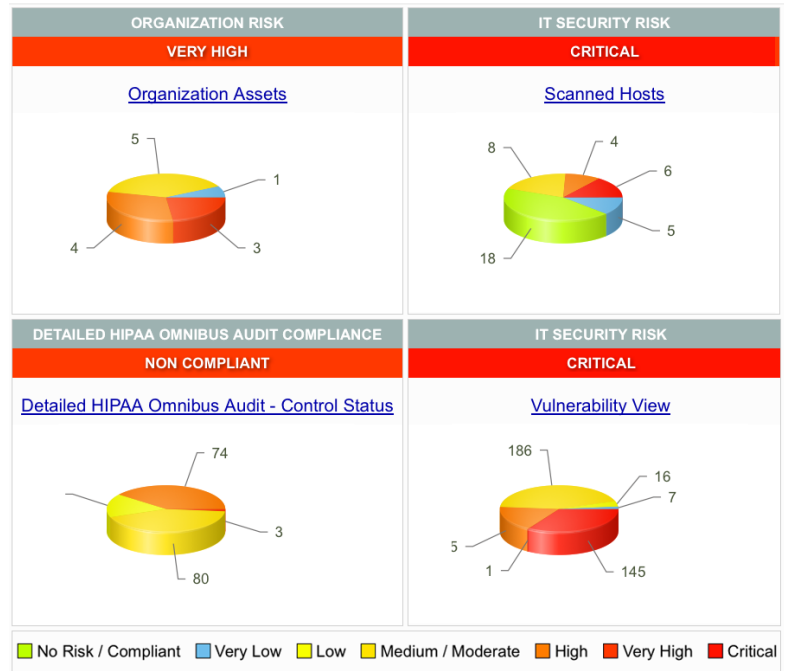 ORGANIZATION RISK
VERY HIGH
Organization Assets
5
1
4
3
IT SECURITY RISK
CRITICAL
Scanned Hosts
8
4
6
5
18
DETAILED HIPAA OMNIBUS AUDIT COMPLIANCE
NON COMPLIANT
Detailed HIPAA Omnibus Audit - Control Status
74
3
80
IT SECURITY RISK
CRITICAL
Vulnerability View
186
16
7
5
1
145
No Risk / Compliant Very Low Low Medium / Moderate High Very High Critical